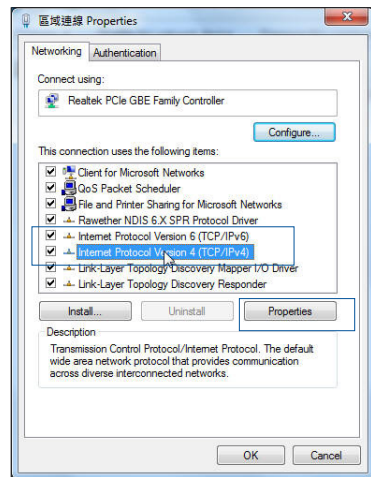 區域連線 Properties
Networking Authentication
Connect using:
Realtek PCIe GBE Family Controller
Configure...
This connection uses the following items:
Client for Microsoft Networks
QoS Packet Scheduler
File and Printer Sharing for Microsoft Networks
Rawether NDIS 6.X SPR Protocol Driver
Internet Protocol Version 6 (TCP/IPv6)
Internet Protocol Version 4 (TCP/IPv4)
Link-Layer Topology Discovery Mapper I/O Driver
Link-Layer Topology Discovery Responder
Install... Uninstall Properties
Description
Transmission Control Protocol/Internet Protocol. The default
wide area network protocol that provides communication
across diverse interconnected networks.
OK Cancel